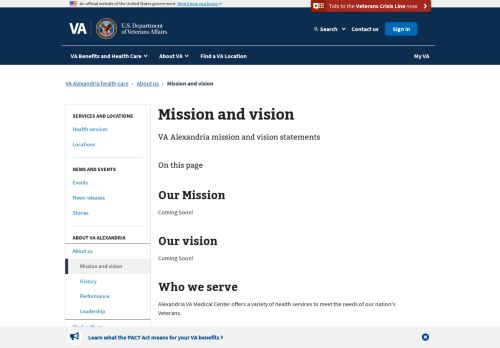 An official website of the United States government Here's how you know
Talk to the Veterans Crisis Line now
VA
U.S. Department
of Veterans Affairs
Search
Contact us
Sign in
VA Benefits and Health Care
About VA
Find a VA Location
My VA
VA Alexandria health care › About us › Mission and vision
SERVICES AND LOCATIONS
Health services
Locations
NEWS AND EVENTS
Events
News releases
Stories
ABOUT VA ALEXANDRIA
About us
Mission and vision
History
Performance
Leadership
Mission and vision
VA Alexandria mission and vision statements
On this page
Our Mission
Coming Soon!
Our vision
Coming Soon!
Who we serve
Alexandria VA Medical Center offers a variety of health services to meet the needs of our nation's
Veterans.
Learn what the PACT Act means for your VA benefits